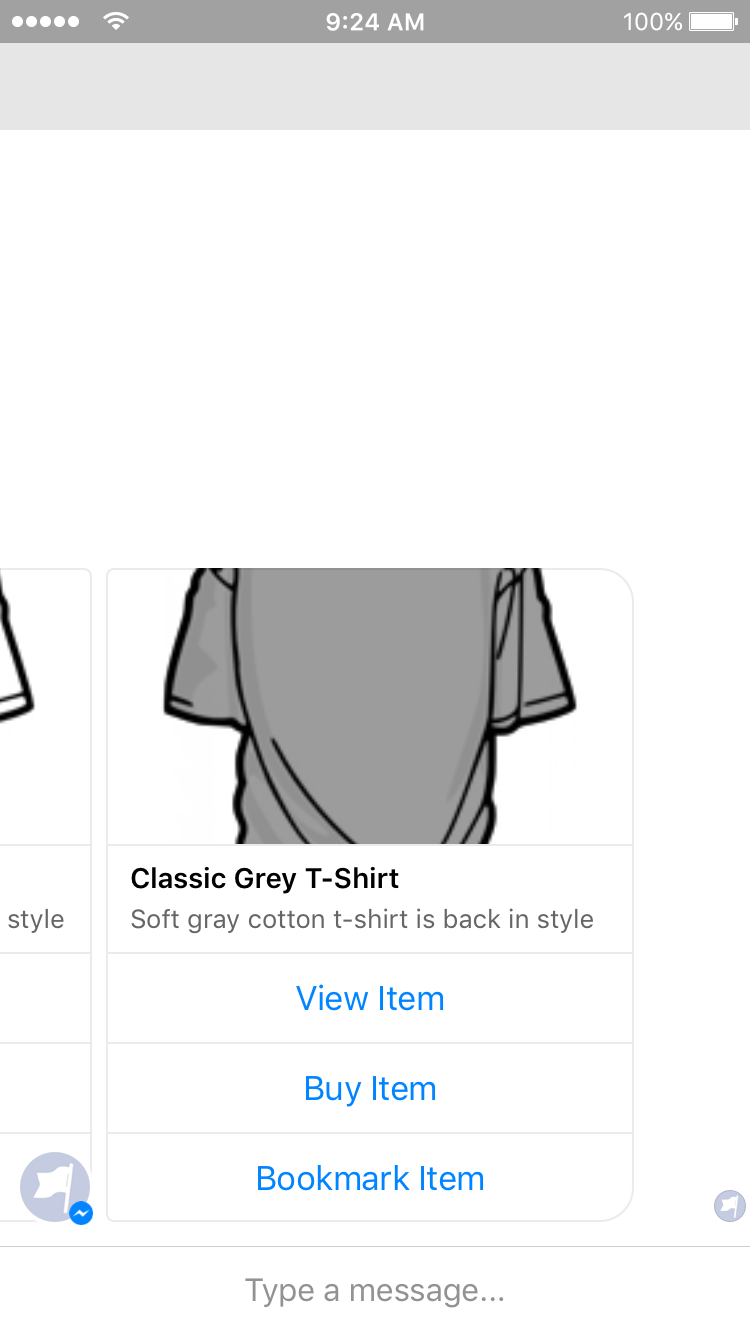 9:24 AM
100%
Classic Grey T-Shirt
style
Soft gray cotton t-shirt is back in style
View Item
Buy Item
Bookmark Item
Type a message...